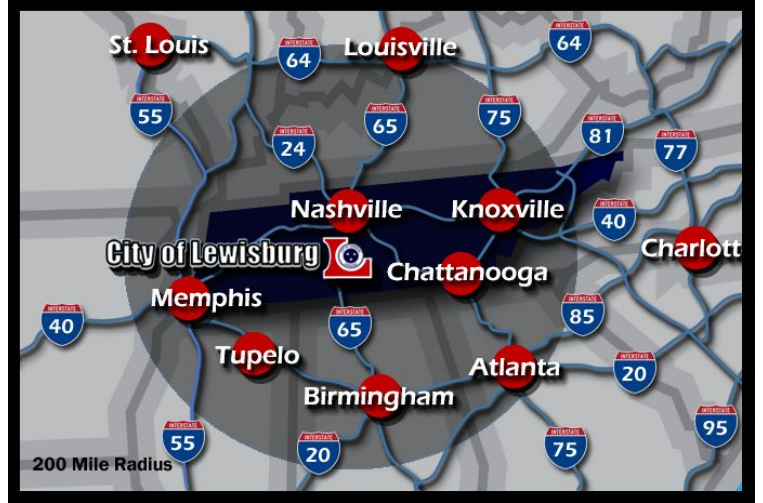 St. Louis
Louisville
INTERSTATE 64
INTERSTATE 64
INTERSTATE 55
INTERSTATE 65
INTERSTATE 75
INTERSTATE 81
INTERSTATE 24
INTERSTATE 77
Nashville
Knoxville
INTERSTATE 40
City of Lewisburg L
Charlott
Chattanooga
Memphis
INTERSTATE 40
INTERSTATE 65
INTERSTATE 85
Tupelo
Atlanta
INTERSTATE 20
Birmingham
INTERSTATE 95
INTERSTATE 55
INTERSTATE 20
INTERSTATE 75
200 Mile Radius